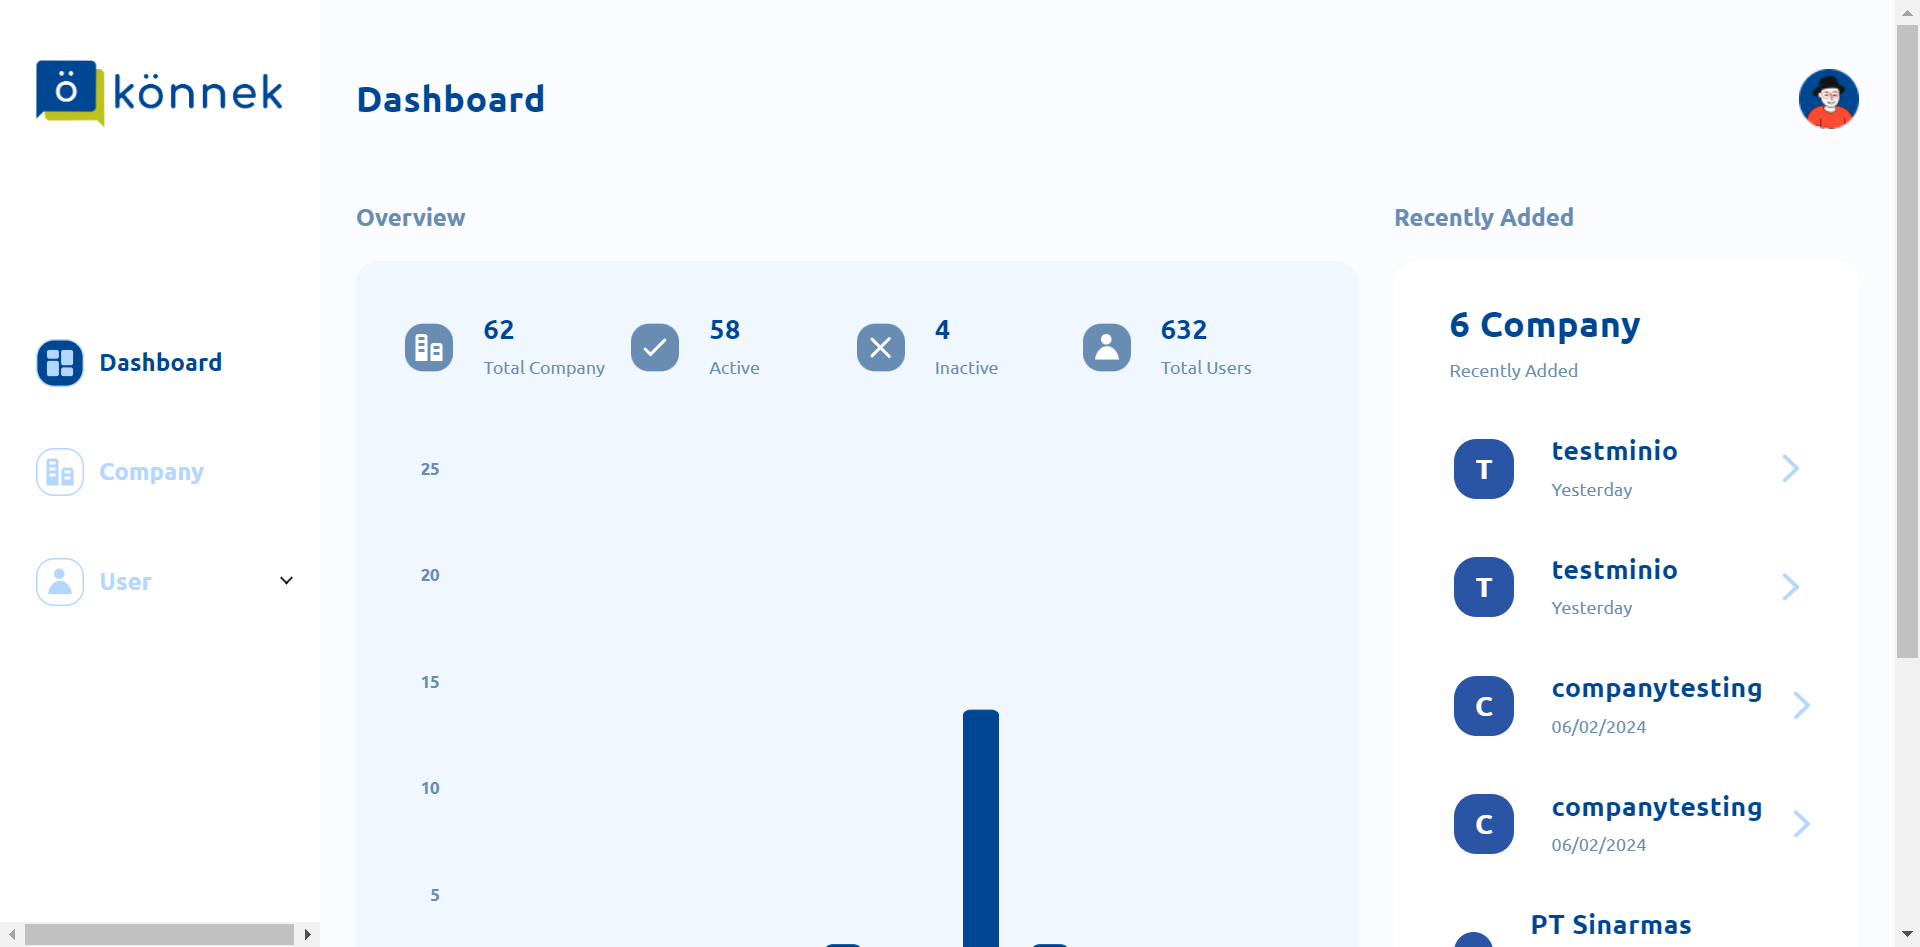 ö könnek
Dashboard
Company
User
Dashboard
Overview
62
Total Company
58
Active
4
Inactive
632
Total Users
25
20
15
10
5
Recently Added
6 Company
Recently Added
T
testminio
Yesterday
T
testminio
Yesterday
C
companytesting
06/02/2024
C
companytesting
06/02/2024
PT Sinarmas